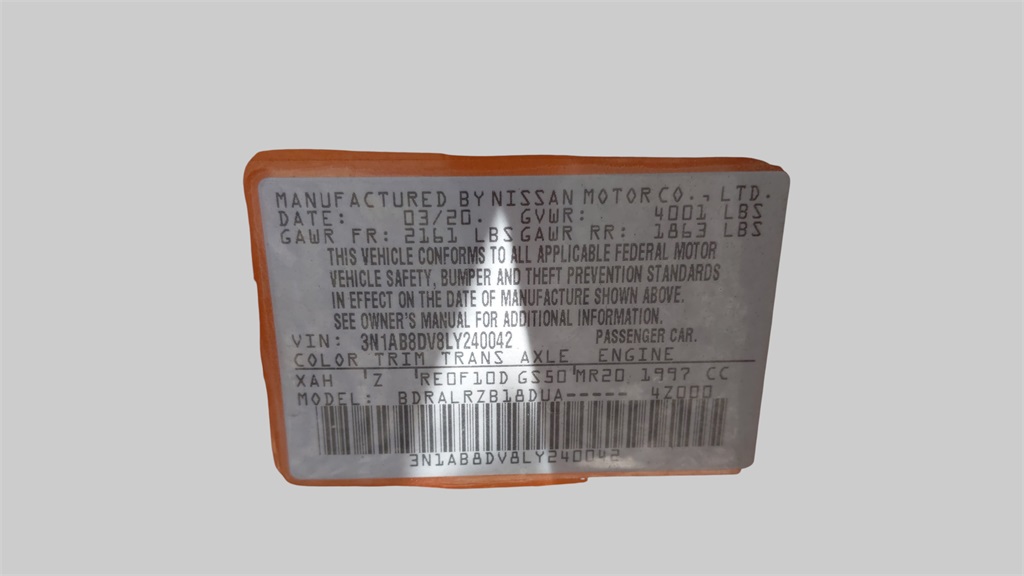 MANUFACTURED BY NISSAN MOTOR CO., LTD.
DATE: 03/20. GVWR: 4001 LBS
GAWR FR: 2161 LBS GAWR RR: 1863 LBS
THIS VEHICLE CONFORMS TO ALL APPLICABLE FEDERAL MOTOR
VEHICLE SAFETY, BUMPER AND THEFT PREVENTION STANDARDS
IN EFFECT ON THE DATE OF MANUFACTURE SHOWN ABOVE.
SEE OWNER'S MANUAL FOR ADDITIONAL INFORMATION.
VIN: 3N1AB8DV8LY240042 PASSENGER CAR.
COLOR TRIM TRANS AXLE ENGINE
XAH 'Z 'RE0F10D GS50'MR20 1997 CC
MODEL: BDRALRZB18DUA----- 4Z000
3N1AB8DV8LY240042